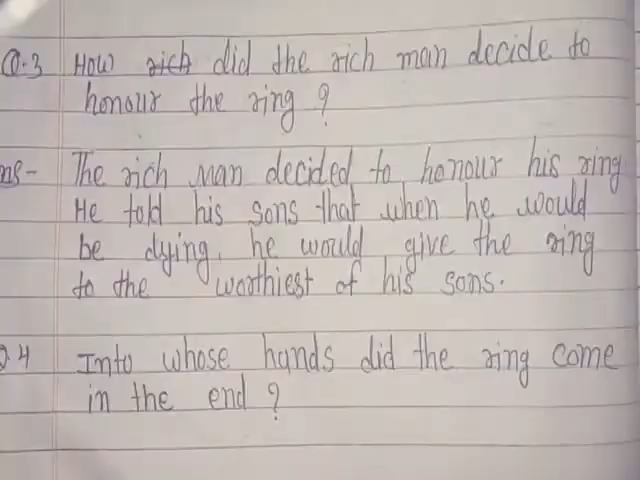 Q.3 How rich did the rich man decide to
honour the ring ?
ns- The rich man decided to honour his ring
He told his sons that when he would
be dying, he would give the ring
to the worthiest of his sons.
Q.4 Into whose hands did the ring come
in the end ?